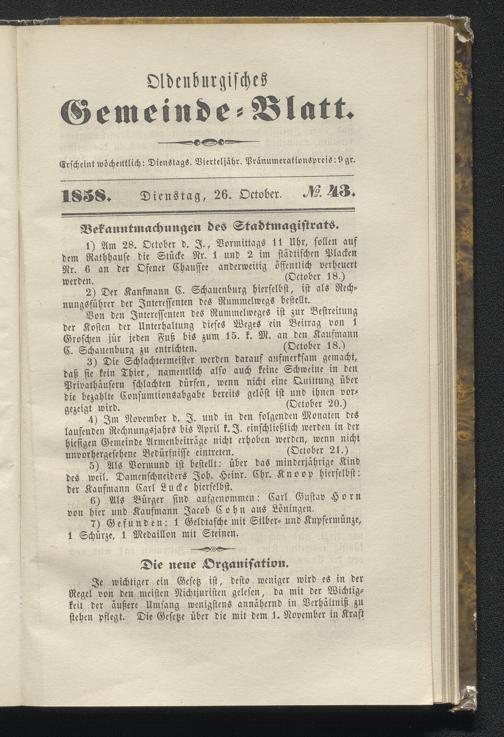 Oldenburgisches
Gemeinde-Blatt.
Erscheint wöchentlich: Dienstags. Vierteljähr. Pränumerationspreis: 9 gr.
1858. Dienstag, 26. October. №. 43.
Bekanntmachungen des Stadtmagistrats.
1) Am 28. October d. J., Vormittags 11 Uhr, sollen auf
dem Rathhause die Stücke Nr. 1 und 2 im städtischen Placken
Nr. 6 an der Ofener Chaussee anderweitig öffentlich verheuert
werden. (October 18.)
2) Der Kaufmann C. Schauenburg hierselbst, ist als Rech-
nungsführer der Interessenten des Rummelwegs bestellt.
Von den Interessenten des Rummelweges ist zur Bestreitung
der Kosten der Unterhaltung dieses Weges ein Beitrag von 1
Groschen für jeden Fuß bis zum 15. k. M. an den Kaufmann
C. Schauenburg zu entrichten. (October 18.)
3) Die Schlachtermeister werden darauf aufmerksam gemacht,
daß sie kein Thier, namentlich also auch keine Schweine in den
Privathäusern schlachten dürfen, wenn nicht eine Quittung über
die bezahlte Consumtionsabgabe bereits gelöst ist und ihnen vor-
gezeigt wird. (October 20.)
4) Im November d. J. und in den folgenden Monaten des
laufenden Rechnungsjahrs bis April k. J. einschließlich werden in der
hiesigen Gemeinde Armenbeiträge nicht erhoben werden, wenn nicht
unvorhergesehene Bedürfnisse eintreten. (October 21.)
5) Als Vormund ist bestellt: über das minderjährige Kind
des weil. Damenschneiders Joh. Heinr. Chr. Knoop hierselbst:
der Kaufmann Carl Lucke hierselbst.
6) Als Bürger sind aufgenommen: Carl Gustav Horn
von hier und Kaufmann Jacob Cohn aus Löningen.
7) Gefunden: 1 Geldtasche mit Silber- und Kupfermünze,
1 Schürze, 1 Medaillon mit Steinen.
Die neue Organisation.
Je wichtiger ein Gesetz ist, desto weniger wird es in der
Regel von den meisten Nichtjuristen gelesen, da mit der Wichtig-
keit der äußere Umfang wenigstens annähernd in Verhältniß zu
stehen pflegt. Die Gesetze über die mit dem 1. November in Kraft